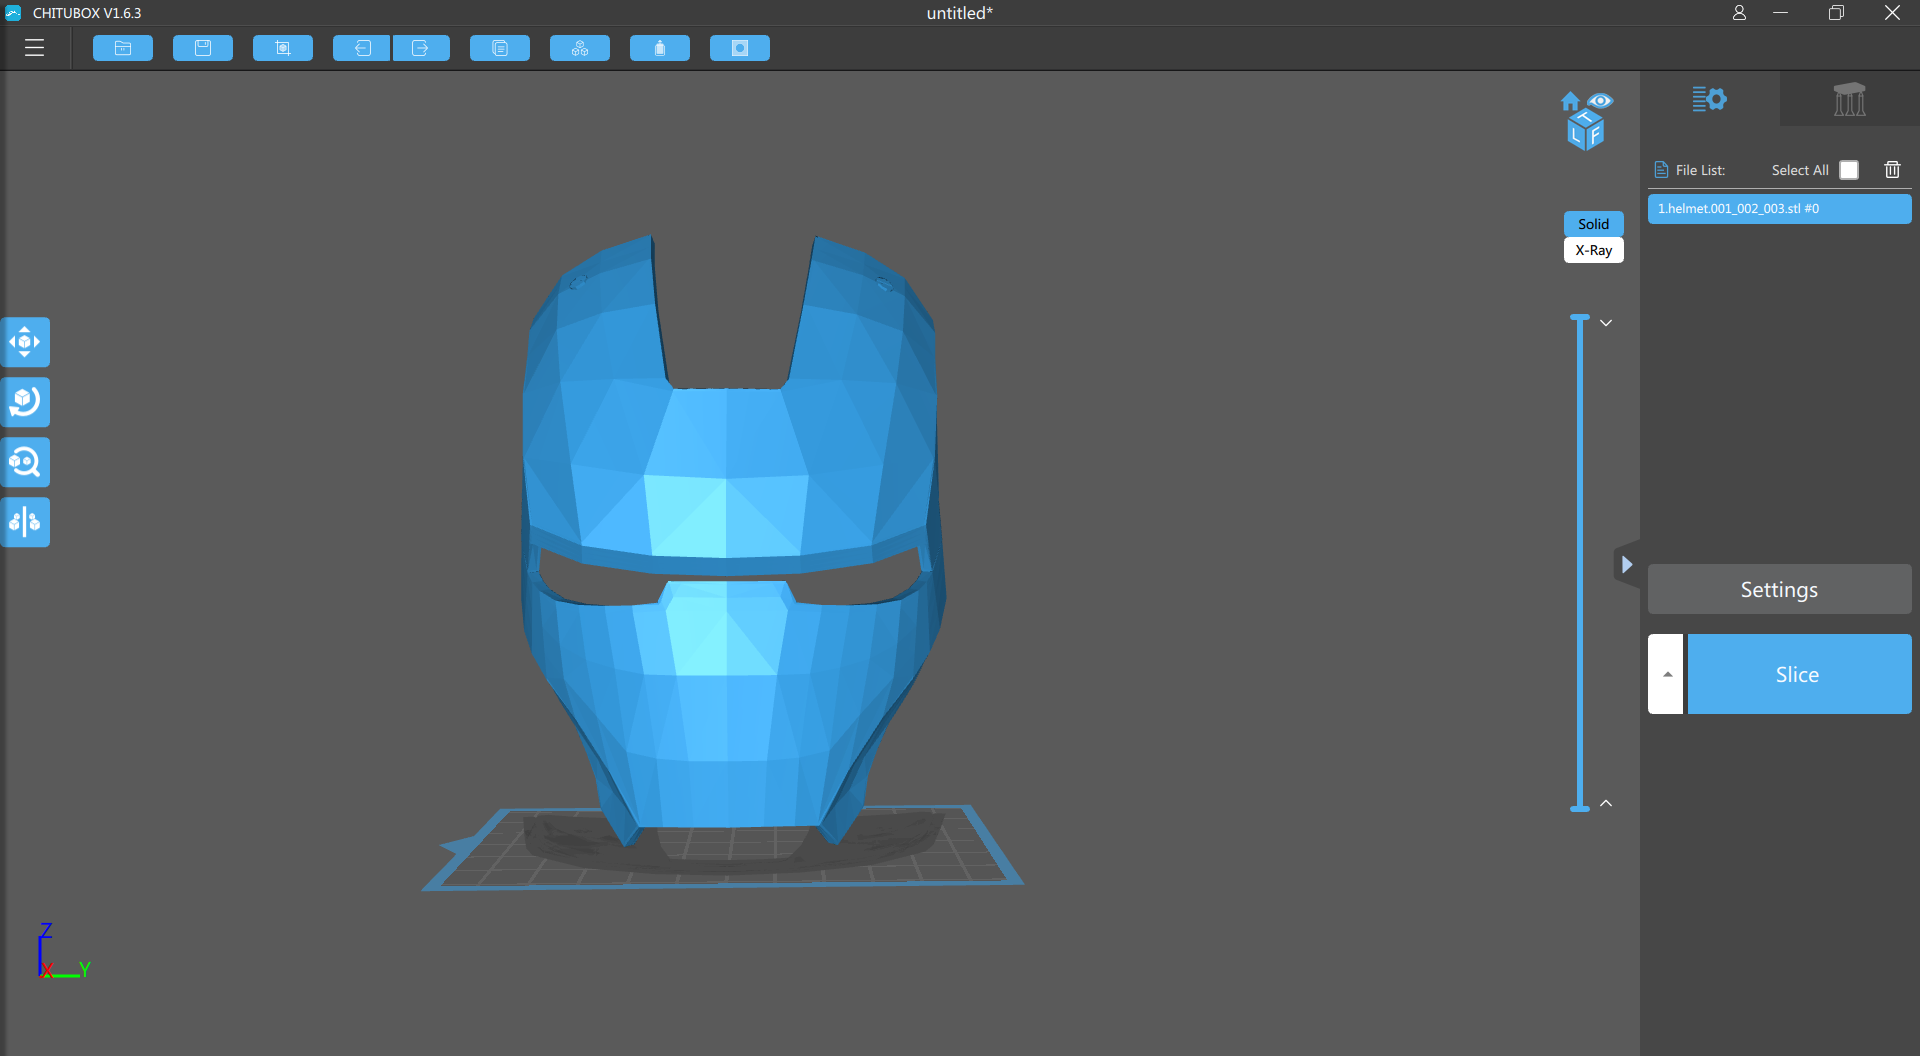 CHITUBOX V1.6.3
untitled*
T
L F
File List:
Select All
1.helmet.001_002_003.stl #0
Solid
X-Ray
Settings
Slice
Z
X Y